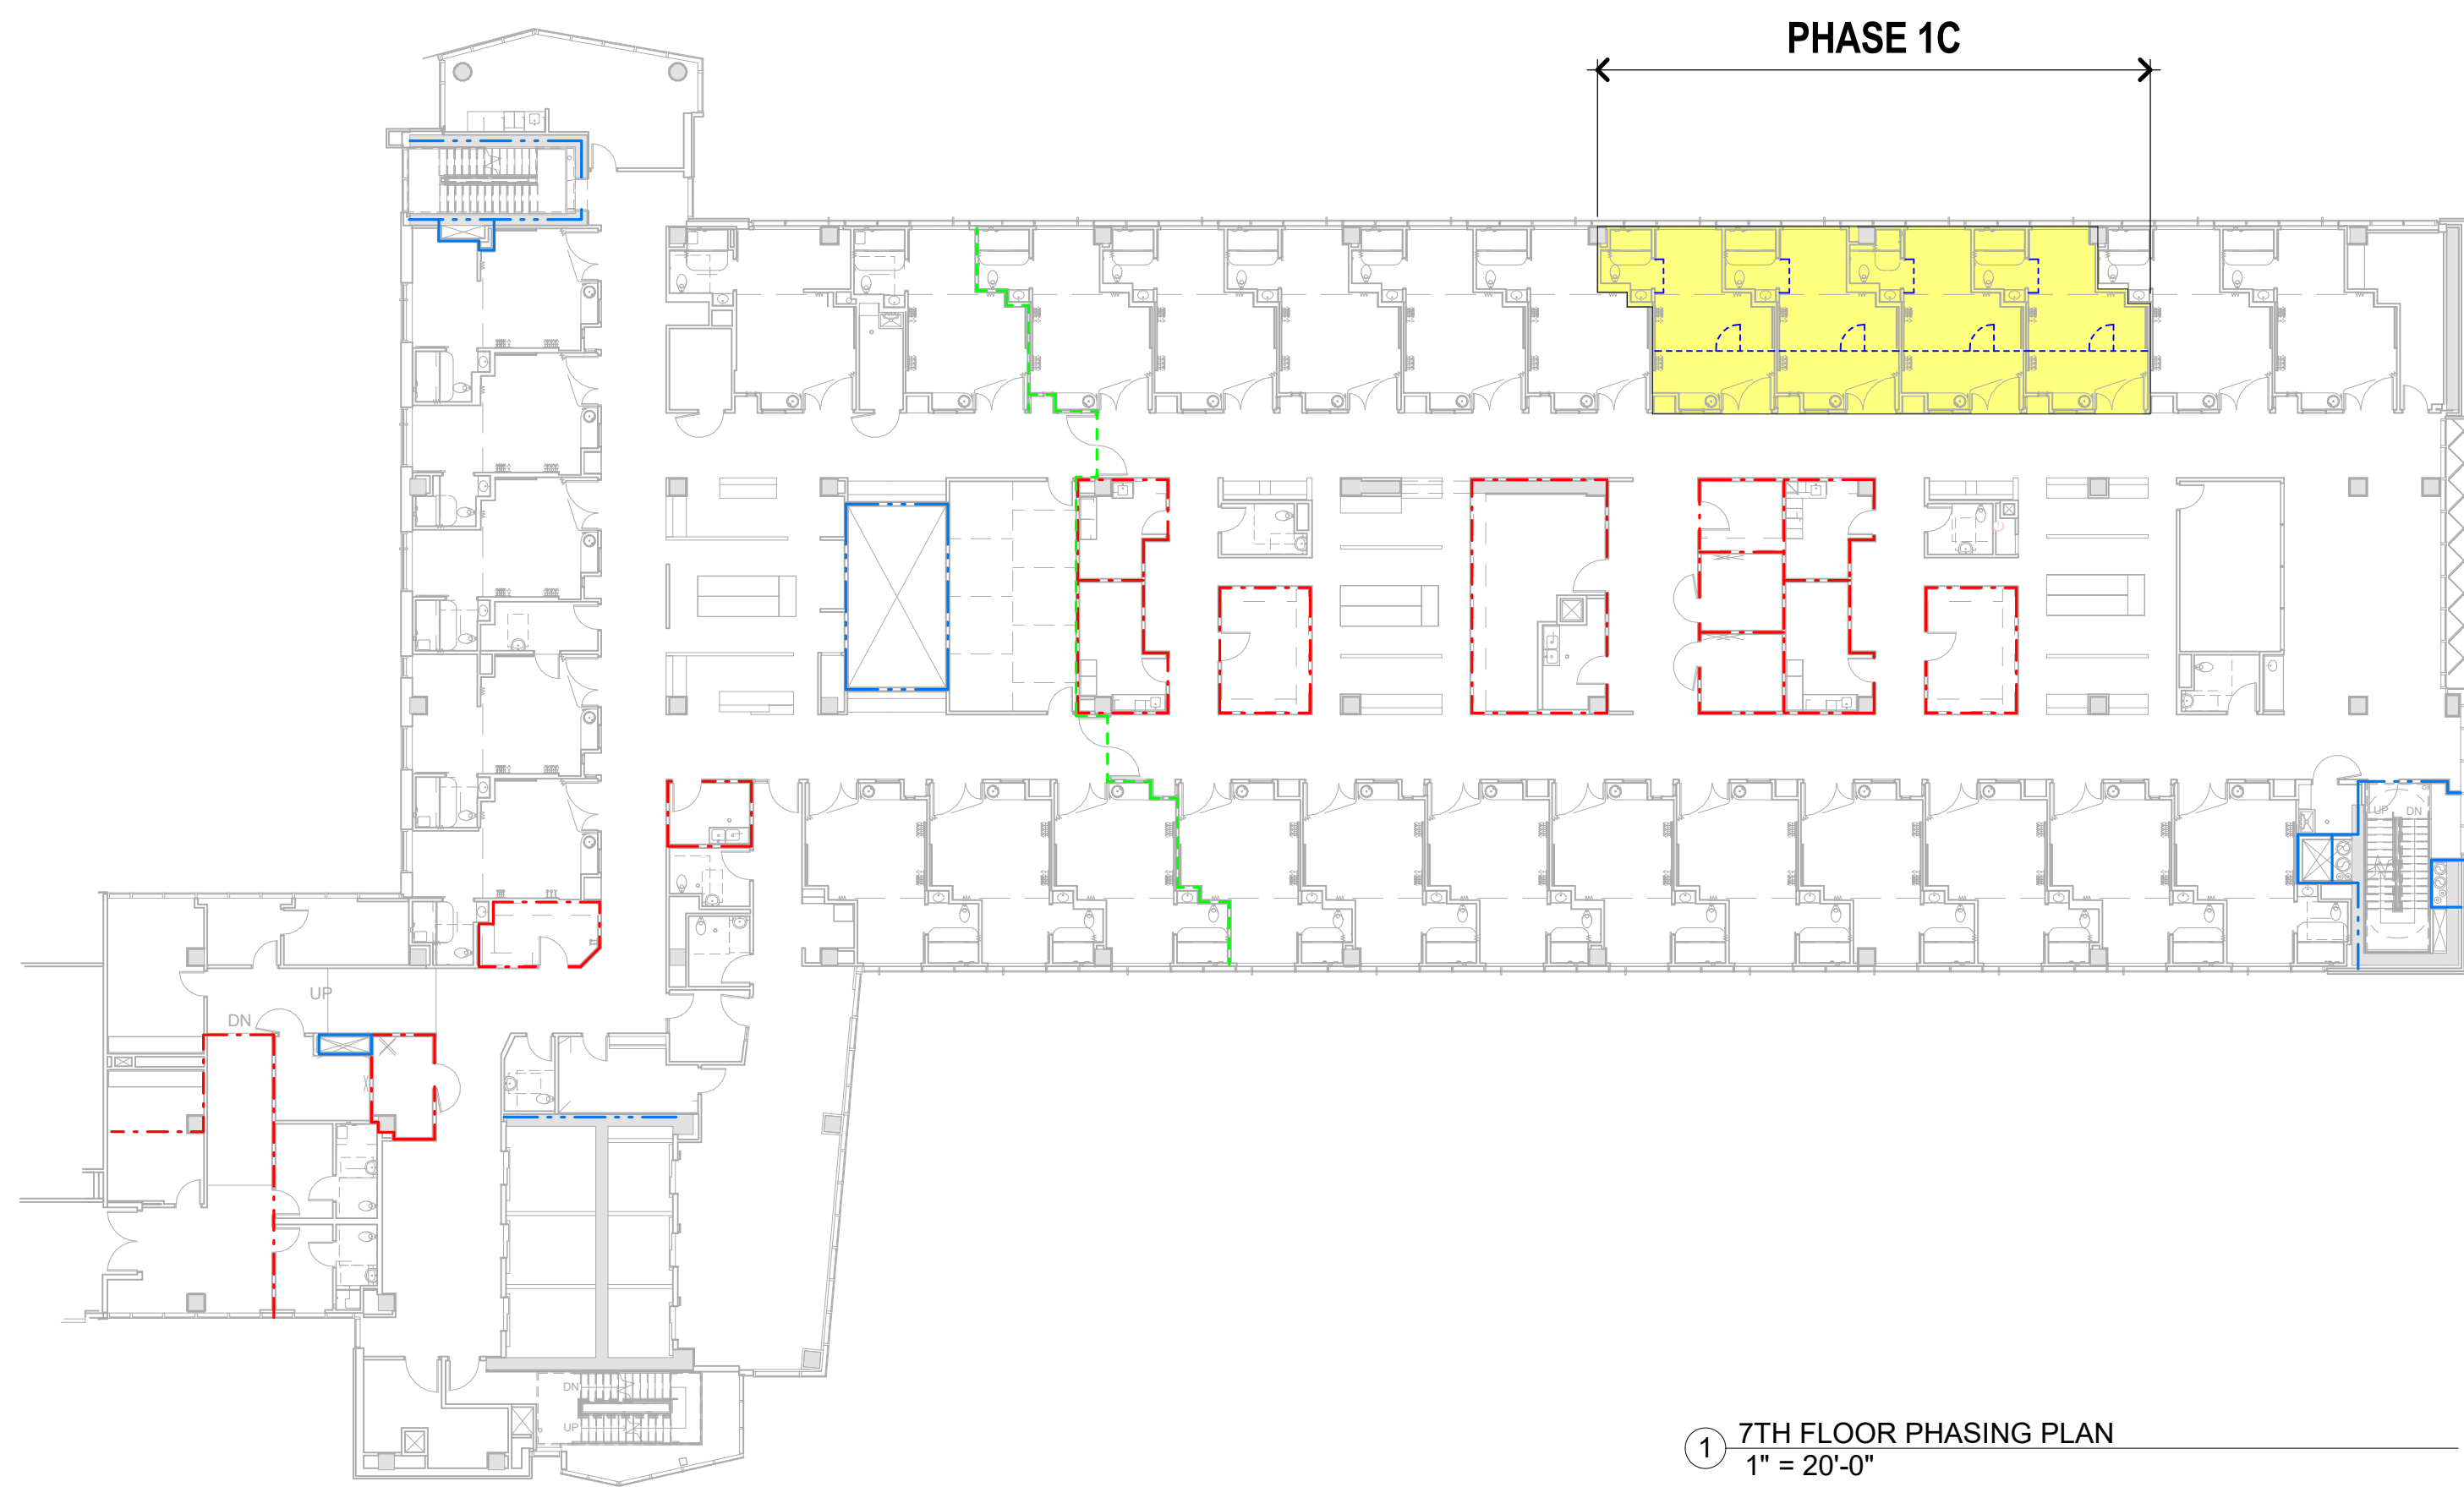 PHASE 1C
UP DN
UP
DN
DN
UP
1 7TH FLOOR PHASING PLAN
1" = 20'-0"